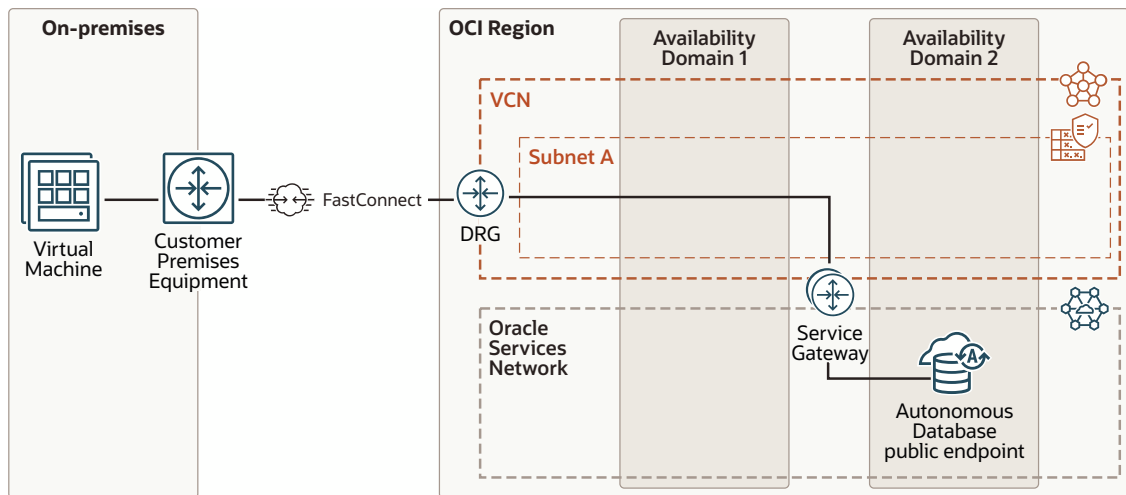 On-premises
Virtual
Machine
Customer
Premises
Equipment
FastConnect
OCI Region
Availability
Domain 1
Availability
Domain 2
VCN
Subnet A
DRG
Service
Gateway
Oracle
Services
Network
A
Autonomous
Database
public endpoint